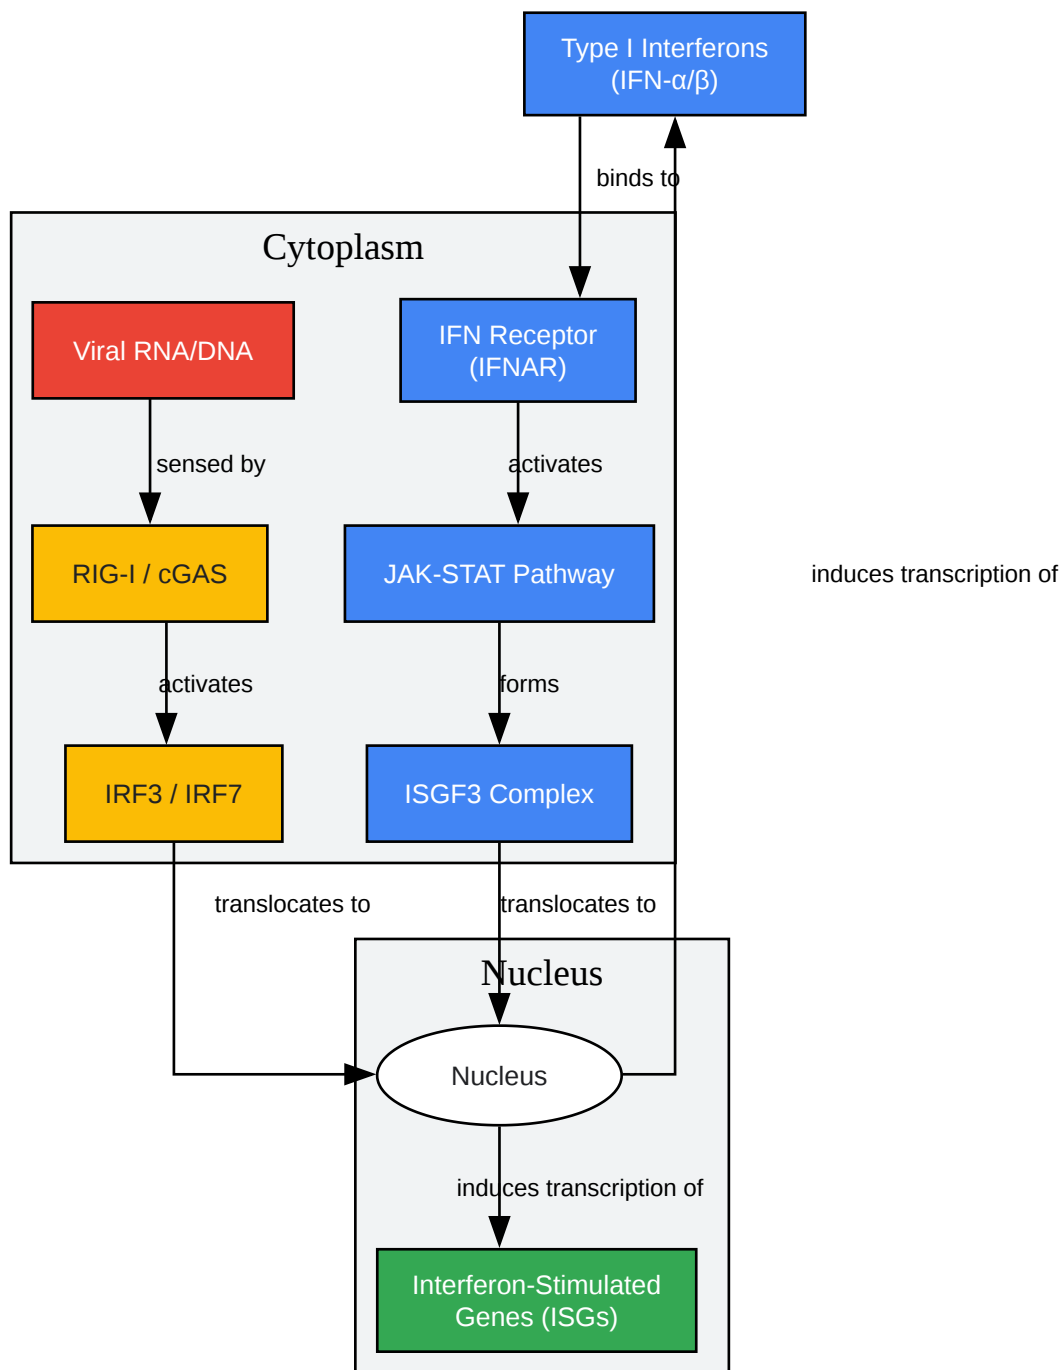 Type I Interferons
(IFN-α/β)
binds to
Cytoplasm
Viral RNA/DNA
IFN Receptor
(IFNAR)
sensed by
activates
RIG-I / cGAS
JAK-STAT Pathway
induces transcription of
activates
forms
IRF3 / IRF7
ISGF3 Complex
translocates to
translocates to
Nucleus
Nucleus
induces transcription of
Interferon-Stimulated
Genes (ISGs)